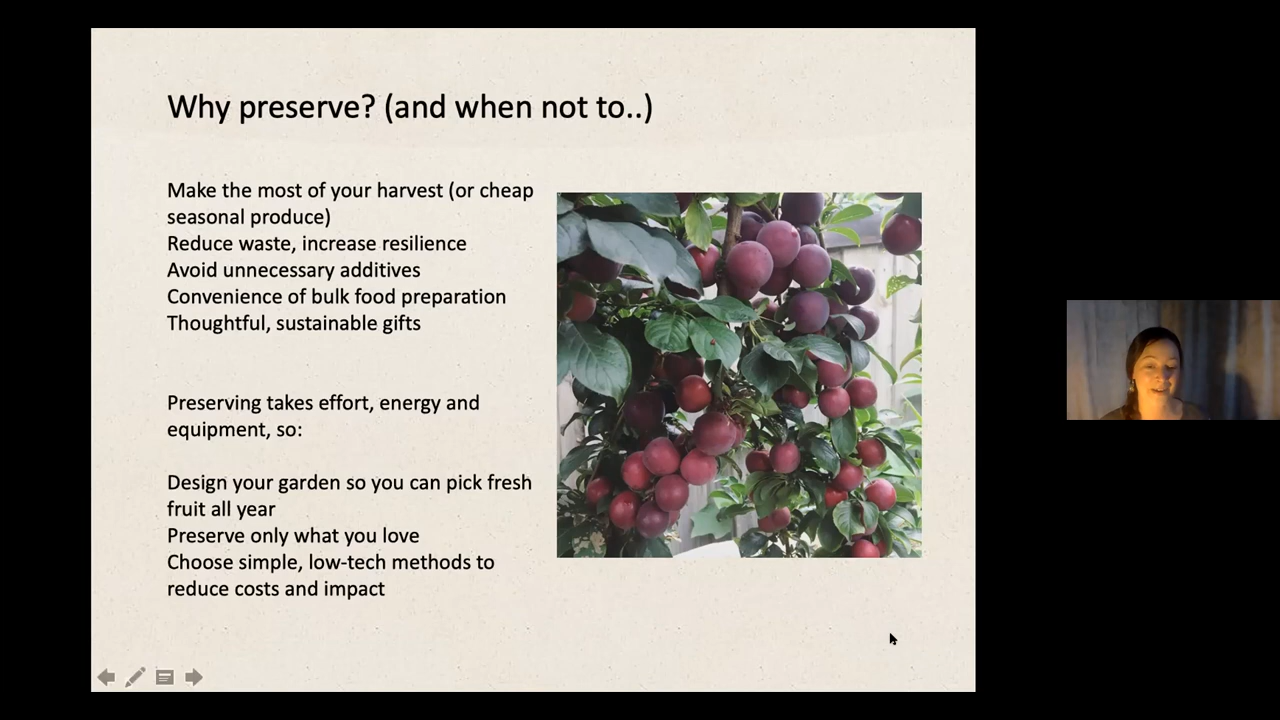 Why preserve? (and when not to..)
Make the most of your harvest (or cheap
seasonal produce)
Reduce waste, increase resilience
Avoid unnecessary additives
Convenience of bulk food preparation
Thoughtful, sustainable gifts
Preserving takes effort, energy and
equipment, so:
Design your garden so you can pick fresh
fruit all year
Preserve only what you love
Choose simple, low-tech methods to
reduce costs and impact